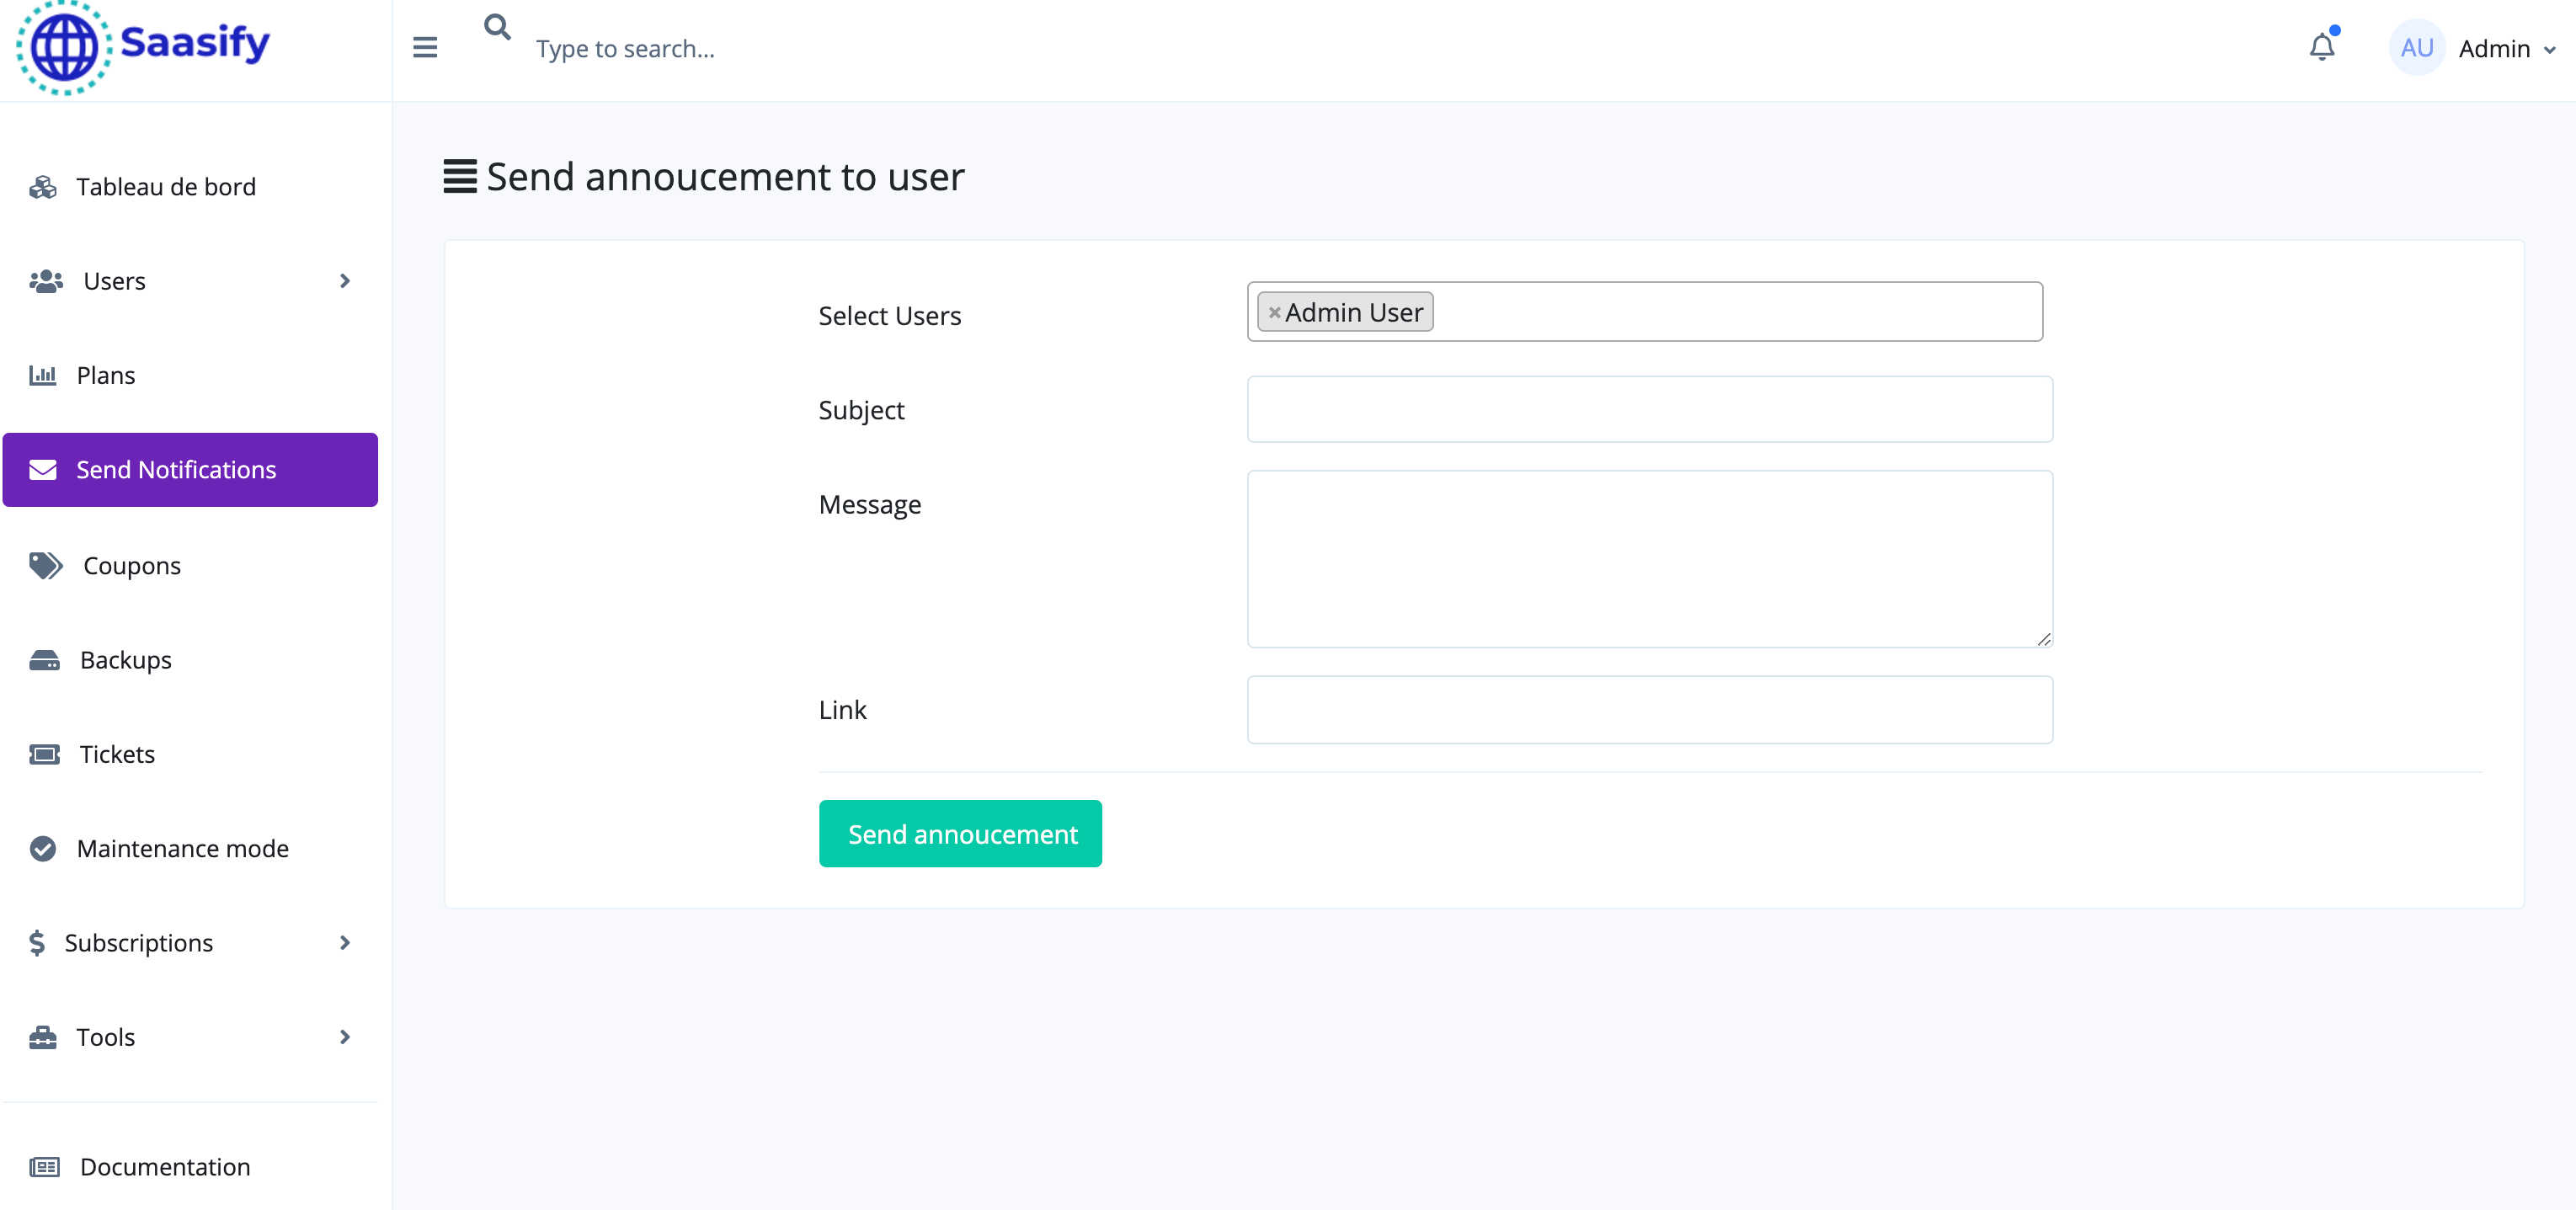 Saasify
Type to search...
AU Admin
Tableau de bord
Users
Plans
Send Notifications
Coupons
Backups
Tickets
Maintenance mode
Subscriptions
Tools
Documentation
Send annoucement to user
Select Users
×Admin User
Subject
Message
Link
Send annoucement